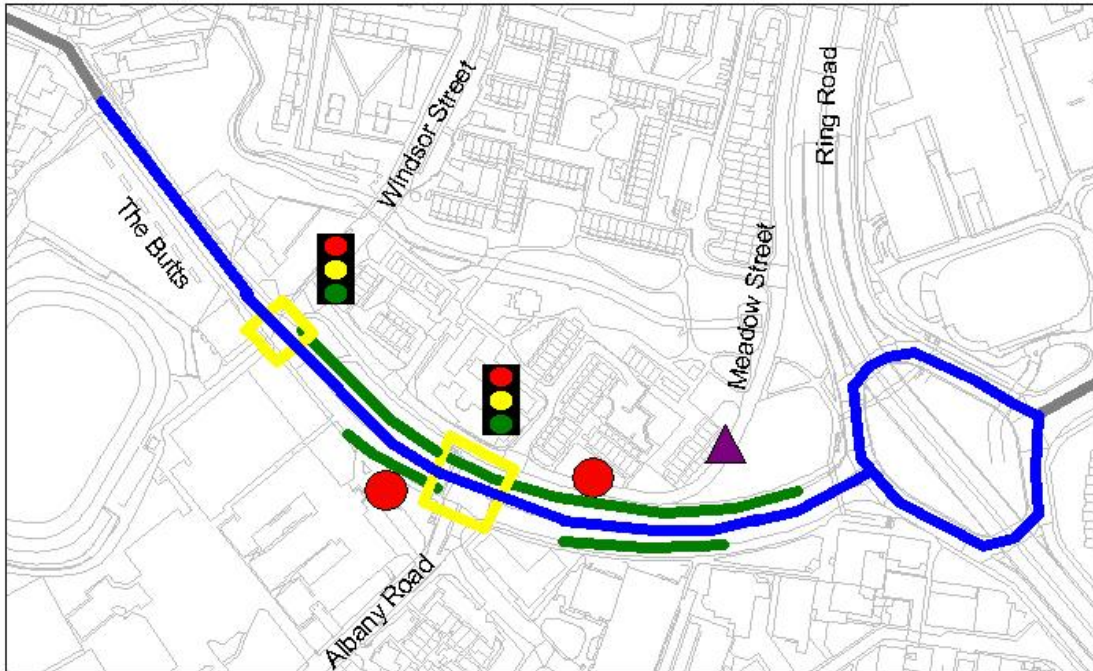 Windsor Street
Ring Road
The Butts
Meadow Street
Albany Road